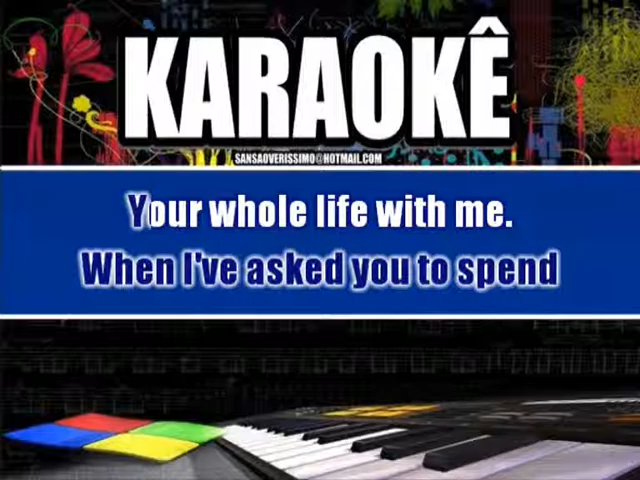 KARAOKÊ
SANSAOVERISSIMO@HOTMAIL.COM
Your whole life with me.
When I've asked you to spend